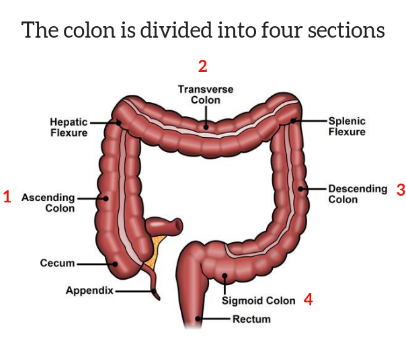 The colon is divided into four sections
2
Transverse
Colon
Hepatic
Flexure
Splenic
Flexure
1 Ascending
Colon
Descending 3
Colon
Cecum
Appendix
Sigmoid Colon 4
Rectum